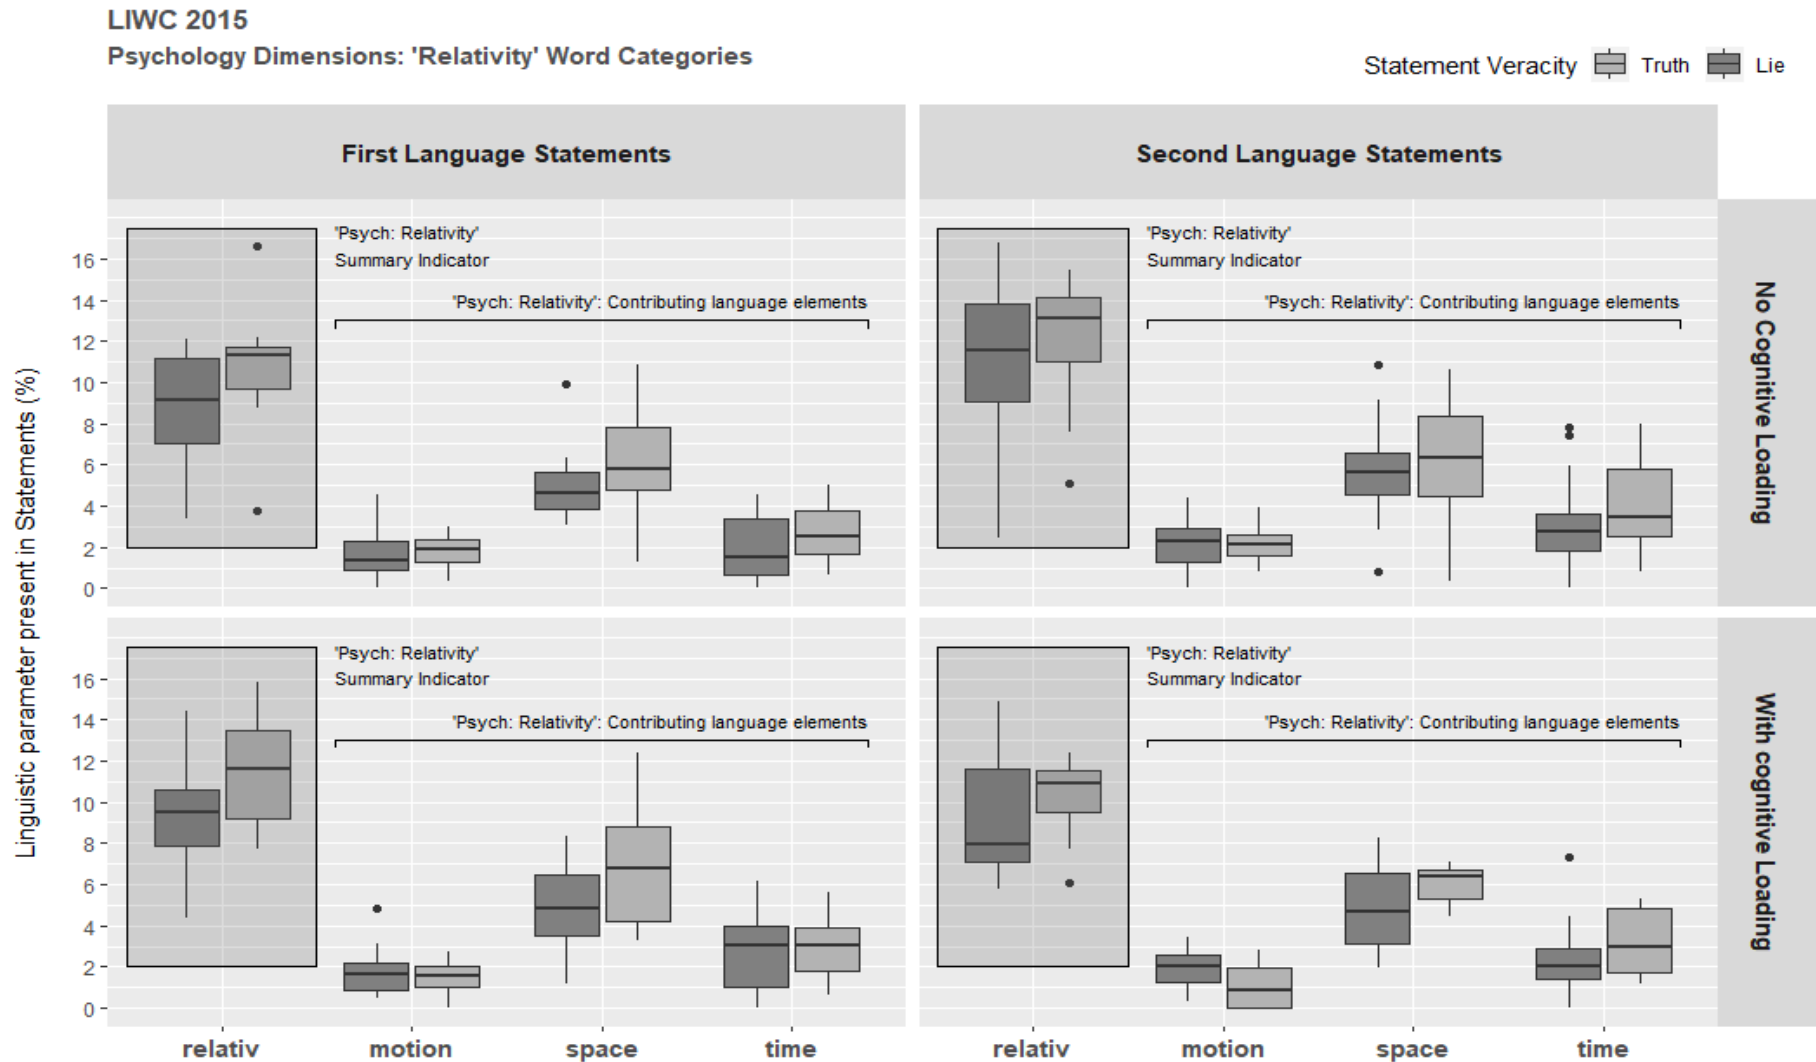 LIWC 2015
Psychology Dimensions: 'Relativity' Word Categories
Statement Veracity Truth Lie
First Language Statements
Second Language Statements
Linguistic parameter present in Statements (%)
No Cognitive Loading
16
14
12
10
8
6
4
2
0
'Psych: Relativity'
Summary Indicator
'Psych: Relativity': Contributing language elements
'Psych: Relativity'
Summary Indicator
'Psych: Relativity': Contributing language elements
With cognitive Loading
16
14
12
10
8
6
4
2
0
'Psych: Relativity'
Summary Indicator
'Psych: Relativity': Contributing language elements
'Psych: Relativity'
Summary Indicator
'Psych: Relativity': Contributing language elements
relativ motion space time
relativ motion space time